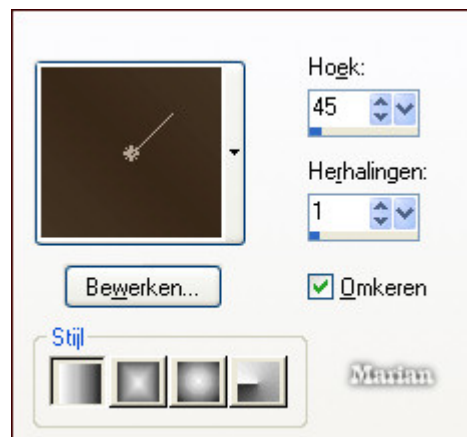 Hoek:
45
Herhalingen:
1
Bewerken...
Omkeren
Stijl
Marian